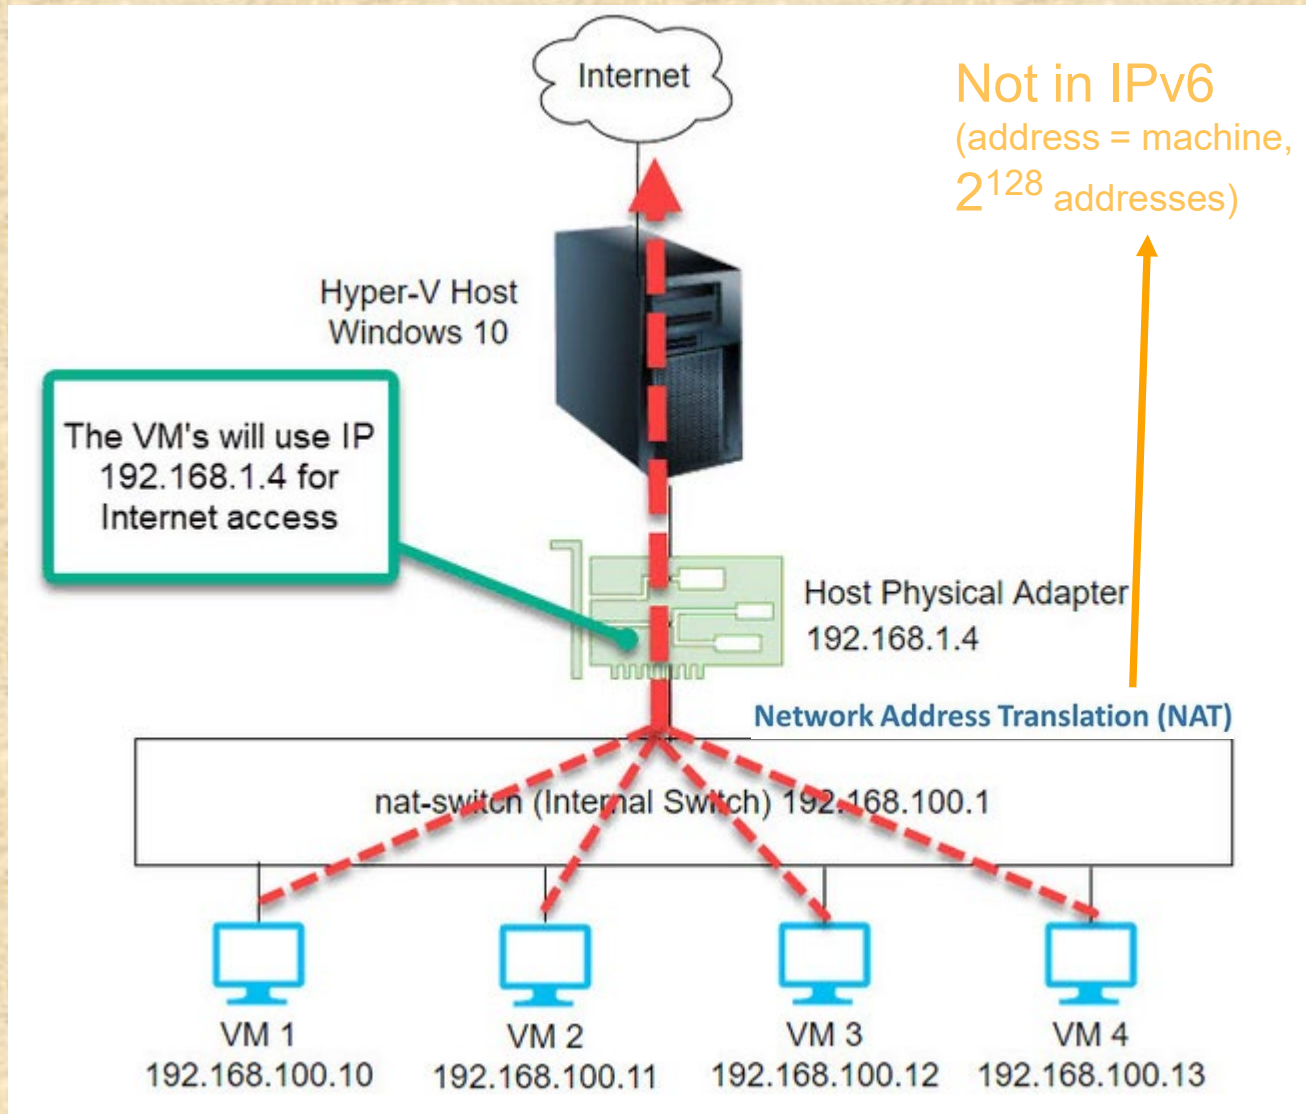 Internet
Not in IPv6
(address = machine,
2¹²⁸ addresses)
Hyper-V Host
Windows 10
The VM's will use IP
192.168.1.4 for
Internet access
Host Physical Adapter
192.168.1.4
Network Address Translation (NAT)
nat-switch (Internal Switch) 192.168.100.1
VM 1
192.168.100.10
VM 2
192.168.100.11
VM 3
192.168.100.12
VM 4
192.168.100.13